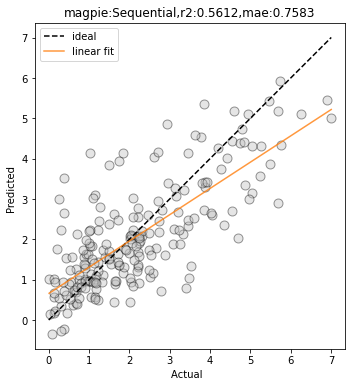 magpie:Sequential,r2:0.5612,mae:0.7583
ideal
linear fit
7
6
5
4
3
2
1
0
Predicted
0 1 2 3 4 5 6 7
Actual